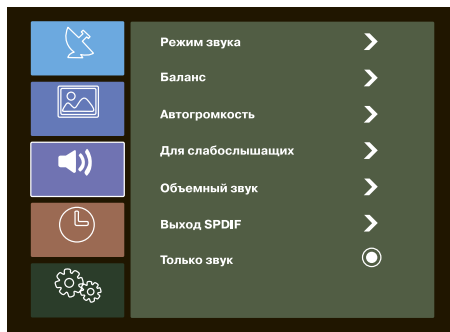 Режим звука
Баланс
Автогромкость
Для слабослышащих
Объемный звук
Выход SPDIF
Только звук